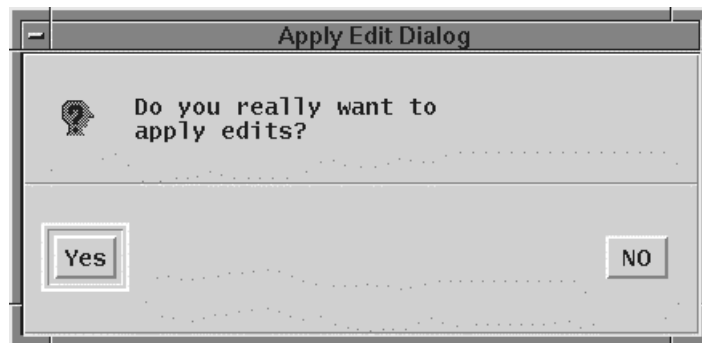 Apply Edit Dialog
Do you really want to
apply edits?
Yes
NO